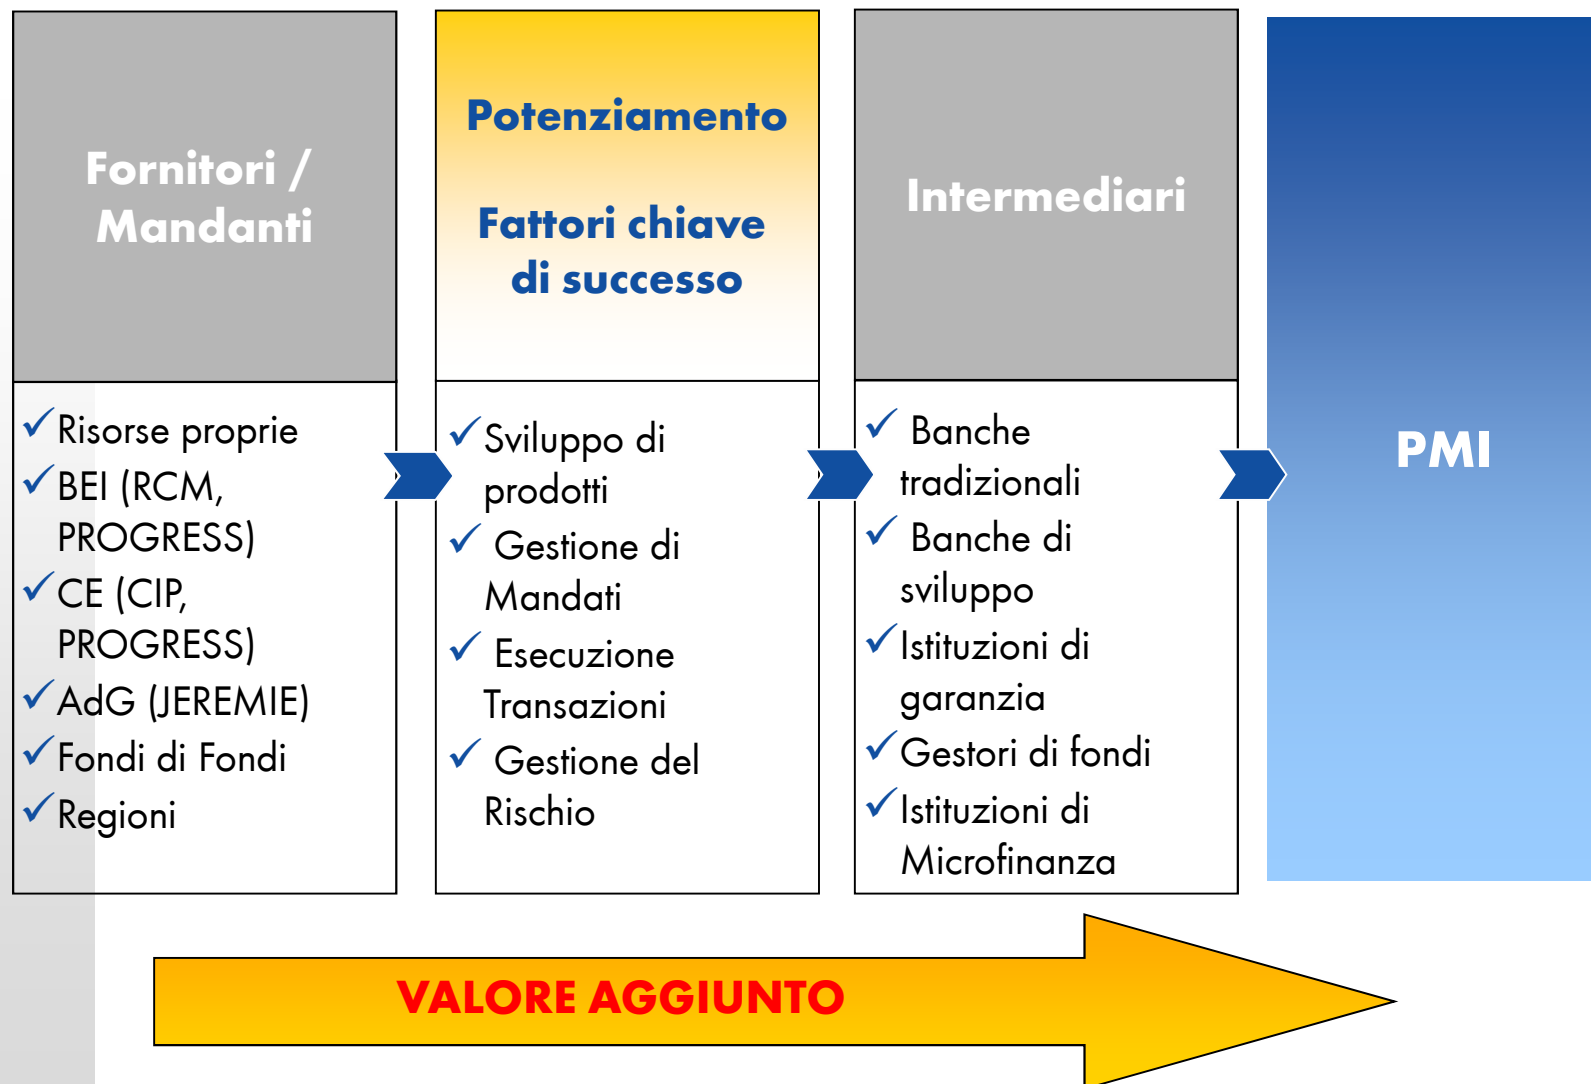 Fornitori /
Mandanti
Risorse proprie
BEI (RCM,
PROGRESS)
CE (CIP,
PROGRESS)
AdG (JEREMIE)
Fondi di Fondi
Regioni
Potenziamento
Fattori chiave
di successo
Sviluppo di
prodotti
Gestione di
Mandati
Esecuzione
Transazioni
Gestione del
Rischio
Intermediari
Banche
tradizionali
Banche di
sviluppo
Istituzioni di
garanzia
Gestori di fondi
Istituzioni di
Microfinanza
PMI
VALORE AGGIUNTO